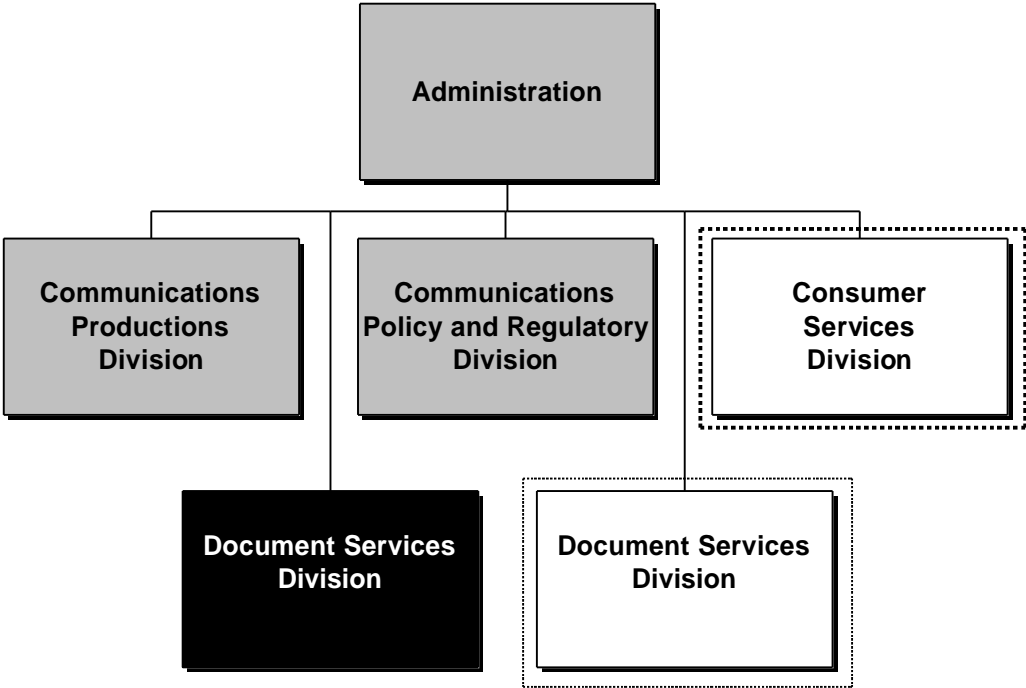 Administration
Communications
Productions
Division
Communications
Policy and Regulatory
Division
Consumer
Services
Division
Document Services
Division
Document Services
Division